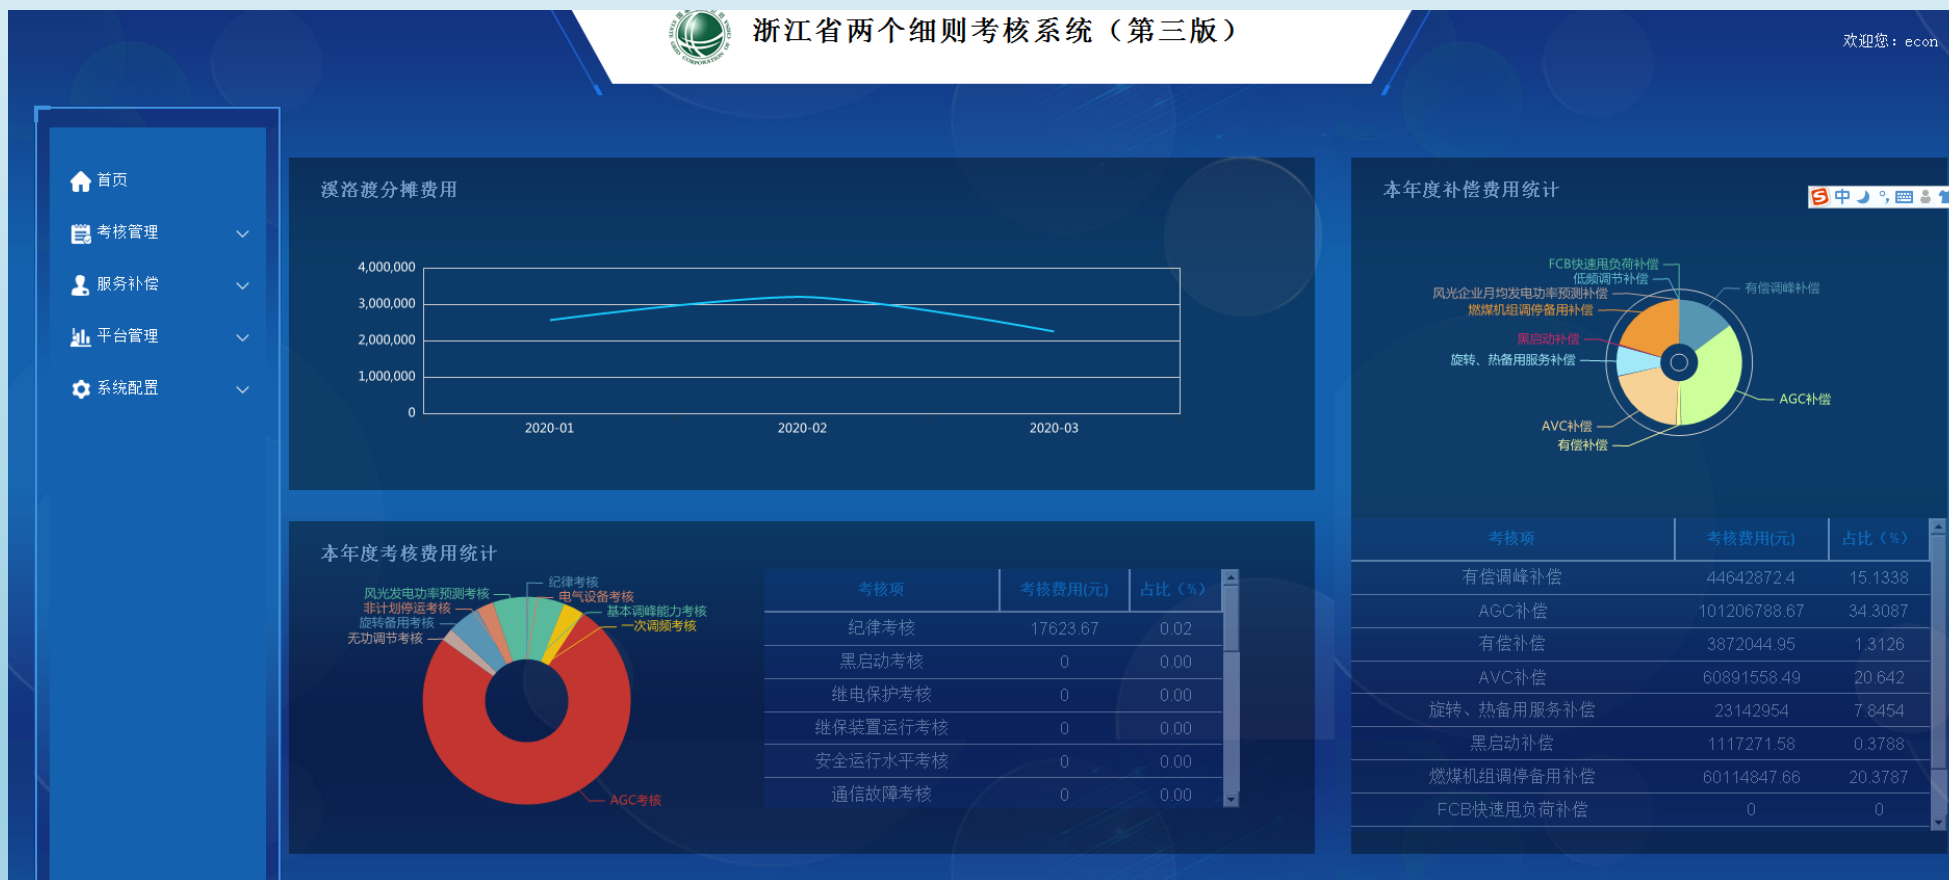 浙江省两个细则考核系统（第三版）
欢迎您：econ
首页
考核管理
服务补偿
平台管理
系统配置
溪洛渡分摊费用
4,000,000
3,000,000
2,000,000
1,000,000
0
2020-01
2020-02
2020-03
本年度补偿费用统计
中
FCB快速甩负荷补偿
低频调节补偿
风光企业月均发电功率预测补偿
燃煤机组调停备用补偿
黑启动补偿
旋转、热备用服务补偿
AVC补偿
有偿补偿
有偿调峰补偿
AGC补偿
考核项 考核费用(元) 占比（%）
有偿调峰补偿 44642872.4 15.1338
AGC补偿 101206788.67 34.3087
有偿补偿 3872044.95 1.3126
AVC补偿 60891558.49 20.642
旋转、热备用服务补偿 23142954 7.8454
黑启动补偿 1117271.58 0.3788
燃煤机组调停备用补偿 60114847.66 20.3787
FCB快速甩负荷补偿 0 0
本年度考核费用统计
纪律考核
风光发电功率预测考核
电气设备考核
非计划停运考核
基本调峰能力考核
旋转备用考核
一次调频考核
无功调节考核
AGC考核
考核项 考核费用(元) 占比（%）
纪律考核 17623.67 0.02
黑启动考核 0 0.00
继电保护考核 0 0.00
继保装置运行考核 0 0.00
安全运行水平考核 0 0.00
通信故障考核 0 0.00